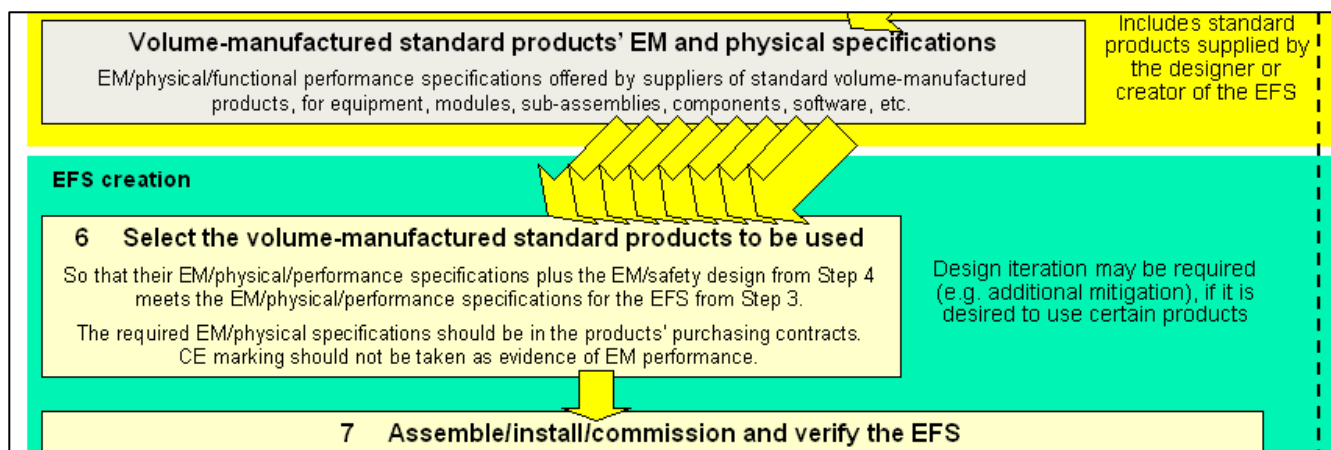 Volume-manufactured standard products’ EM and physical specifications
EM/physical/functional performance specifications offered by suppliers of standard volume-manufactured
products, for equipment, modules, sub-assemblies, components, software, etc.
Includes standard
products supplied by
the designer or
creator of the EFS
EFS creation
6 Select the volume-manufactured standard products to be used
So that their EM/physical/performance specifications plus the EM/safety design from Step 4
meets the EM/physical/performance specifications for the EFS from Step 3.
The required EM/physical specifications should be in the products’ purchasing contracts.
CE marking should not be taken as evidence of EM performance.
Design iteration may be required
(e.g. additional mitigation), if it is
desired to use certain products
7 Assemble/install/commission and verify the EFS